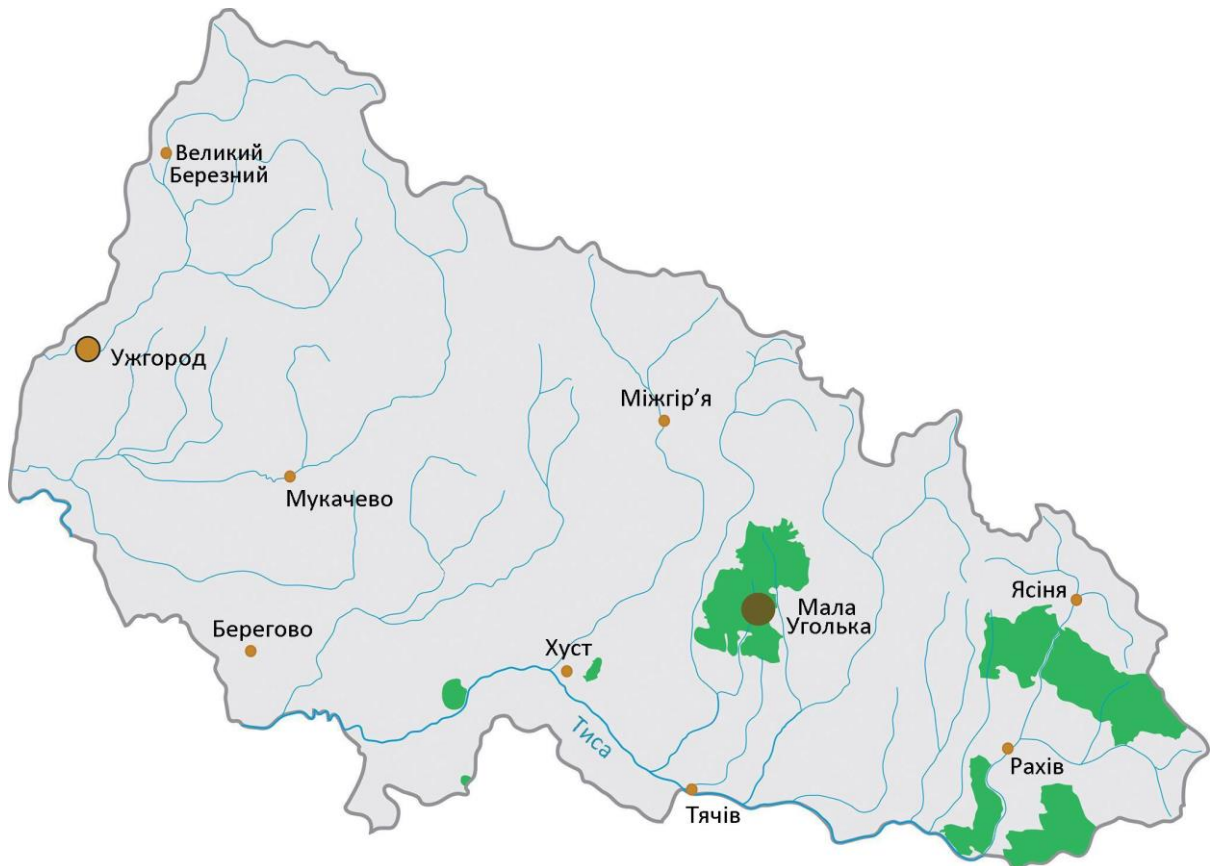 Великий
Березний
Ужгород
Міжгір'я
Мукачево
Ясіня
Мала
Уголька
Берегово
Хуст
Тиса
Рахів
Тячів